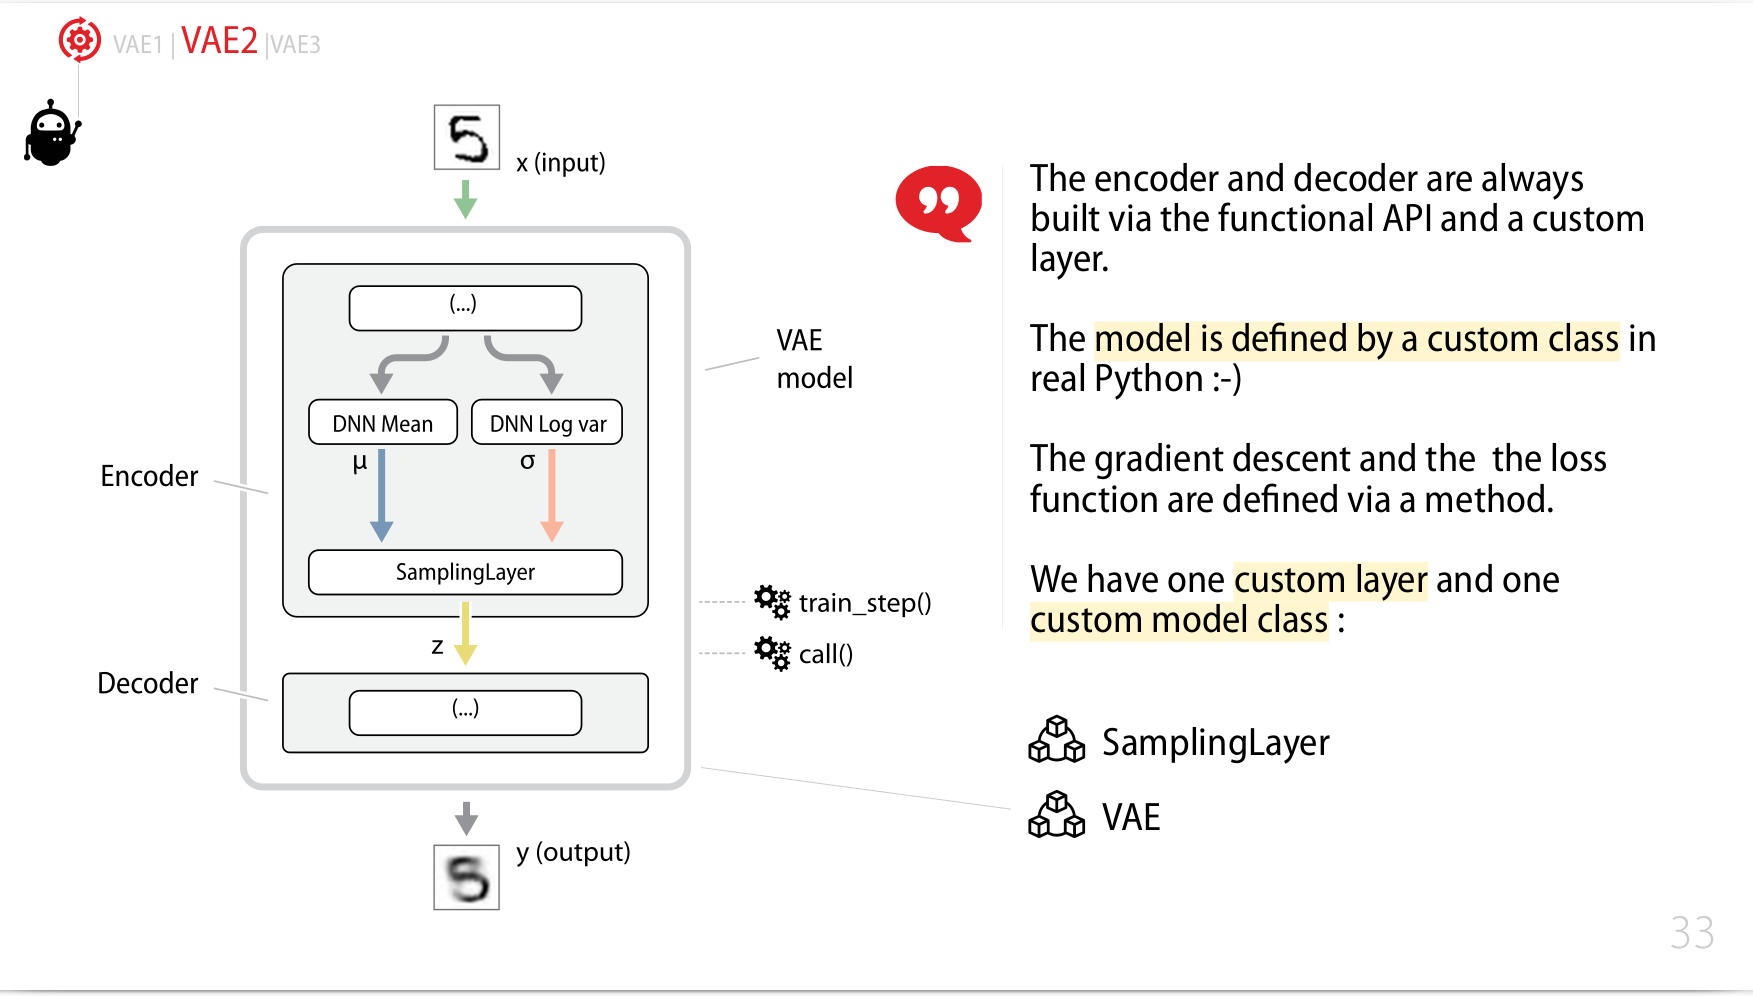 VAE1 | VAE2 |VAE3
x (input)
(...)
VAE
model
DNN Mean
DNN Log var
μ
σ
Encoder
SamplingLayer
train_step()
z
call()
Decoder
(...)
y (output)
The encoder and decoder are always
built via the functional API and a custom
layer.
The model is defined by a custom class in
real Python :-)
The gradient descent and the  the loss
function are defined via a method.
We have one custom layer and one
custom model class :
SamplingLayer
VAE
33